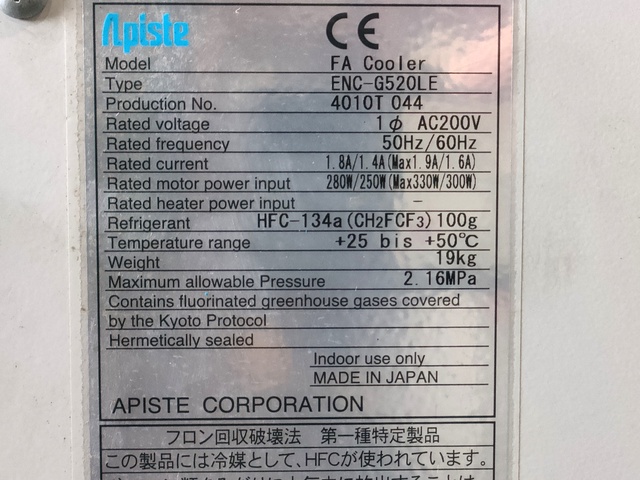 Apiste CE
Model FA Cooler
Type ENC-G520LE
Production No. 4010T 044
Rated voltage 1φ AC200V
Rated frequency 50Hz/60Hz
Rated current 1.8A/1.4A(Max1.9A/1.6A)
Rated motor power input 280W/250W(Max330W/300W)
Rated heater power input -
Refrigerant HFC-134a(CH2FCF3)100g
Temperature range +25 bis +50℃
Weight 19kg
Maximum allowable Pressure 2.16MPa
Contains fluorinated greenhouse gases covered
by the Kyoto Protocol
Hermetically sealed
Indoor use only
MADE IN JAPAN
APISTE CORPORATION
フロン回収破壊法 第一種特定製品
この製品には冷媒として、HFCが使われています。